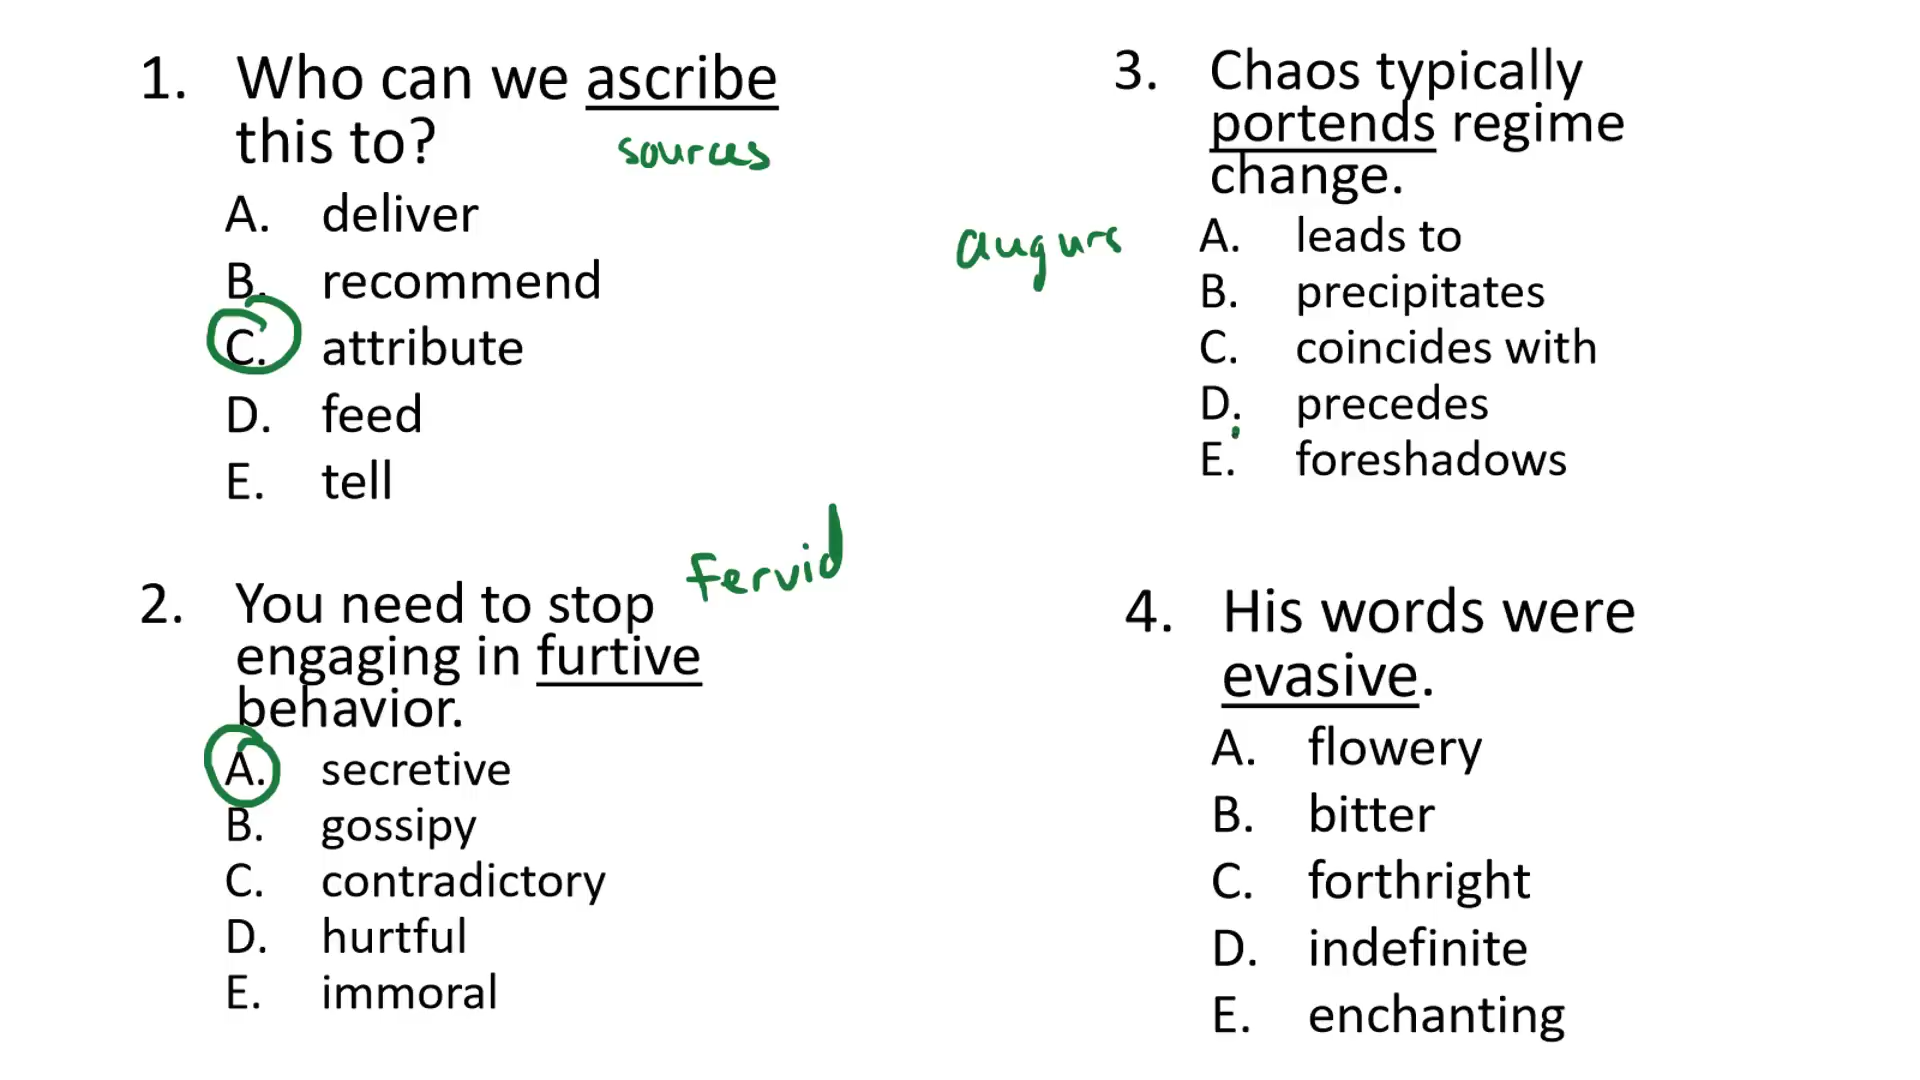 1. Who can we ascribe
this to?
sources
A. deliver
B. recommend
C. attribute
D. feed
E. tell
fervid
2. You need to stop
engaging in furtive
behavior.
A. secretive
B. gossipy
C. contradictory
D. hurtful
E. immoral
3. Chaos typically
portends regime
change.
augurs
A. leads to
B. precipitates
C. coincides with
D. precedes
E. foreshadows
4. His words were
evasive.
A. flowery
B. bitter
C. forthright
D. indefinite
E. enchanting